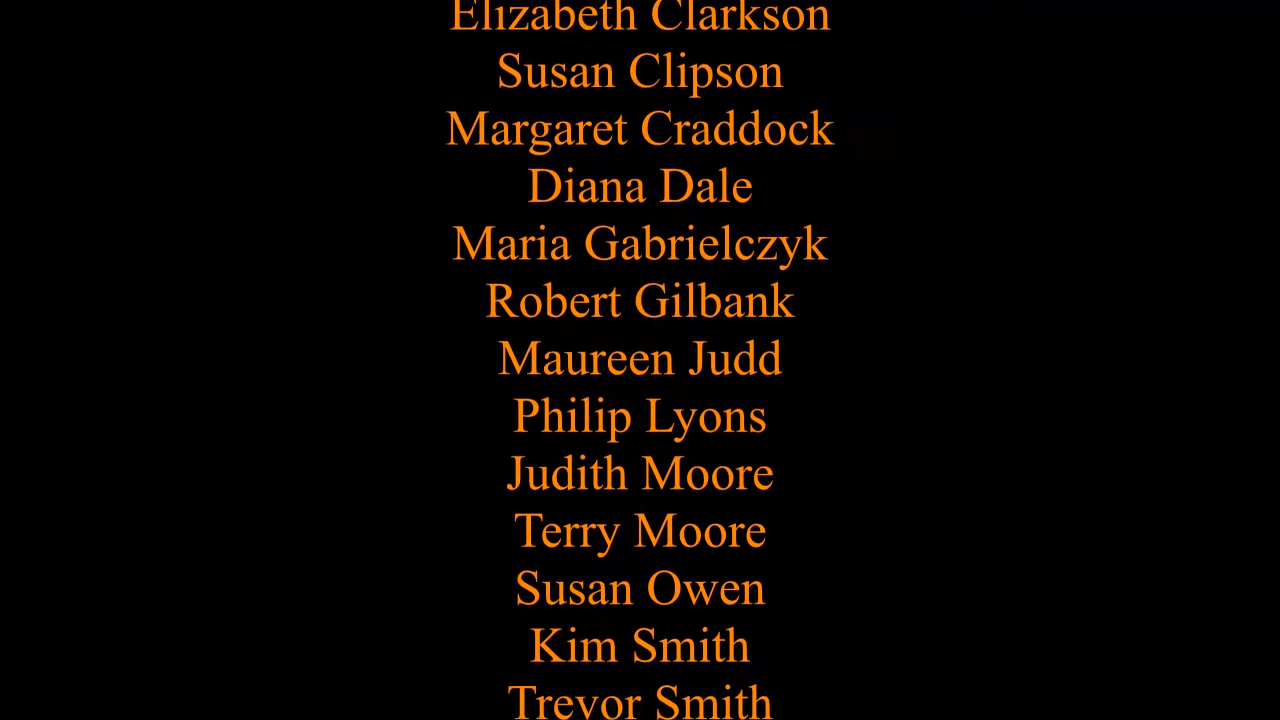 Elizabeth Clarkson
Susan Clipson
Margaret Craddock
Diana Dale
Maria Gabrielczyk
Robert Gilbank
Maureen Judd
Philip Lyons
Judith Moore
Terry Moore
Susan Owen
Kim Smith
Trevor Smith